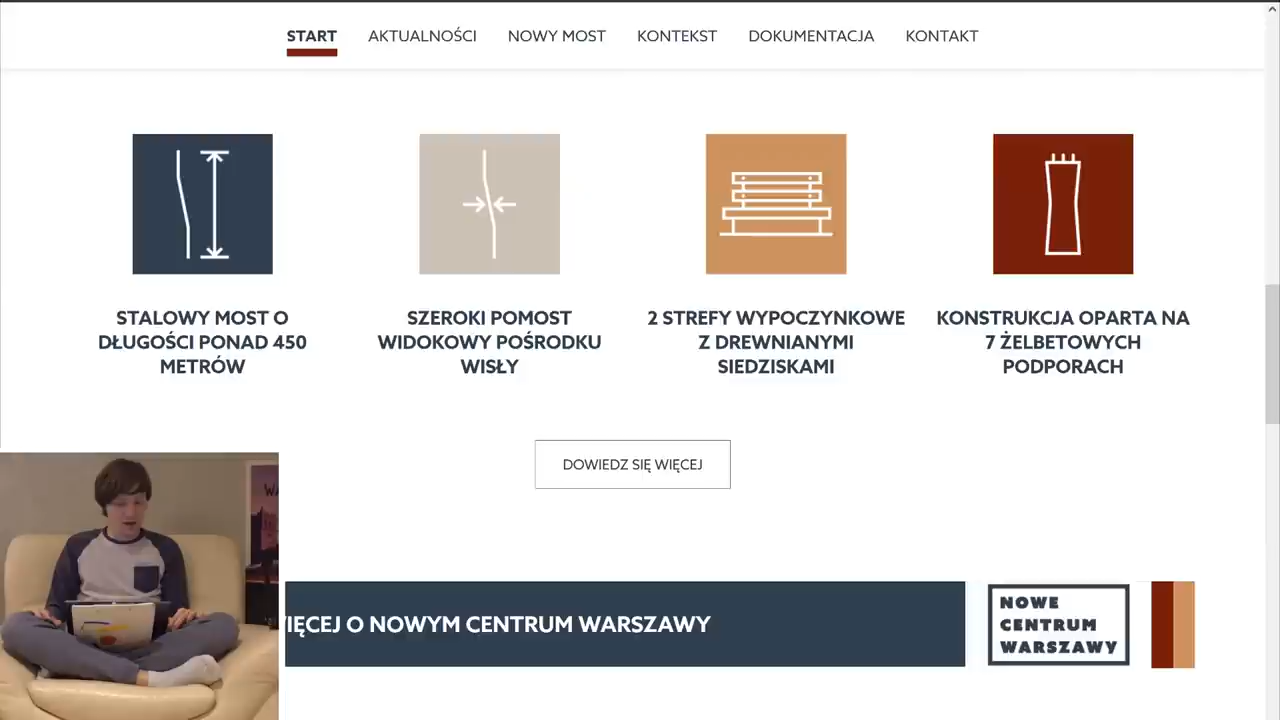 START AKTUALNOŚCI NOWY MOST KONTEKST DOKUMENTACJA KONTAKT
STALOWY MOST O
DŁUGOŚCI PONAD 450
METRÓW
SZEROKI POMOST
WIDOKOWY POŚRODKU
WISŁY
2 STREFY WYPOCZYNKOWE
Z DREWNIANYMI
SIEDZISKAMI
KONSTRUKCJA OPARTA NA
7 ŻELBETOWYCH
PODPORACH
DOWIEDZ SIĘ WIĘCEJ
IĘCEJ O NOWYM CENTRUM WARSZAWY
NOWE
CENTRUM
WARSZAWY